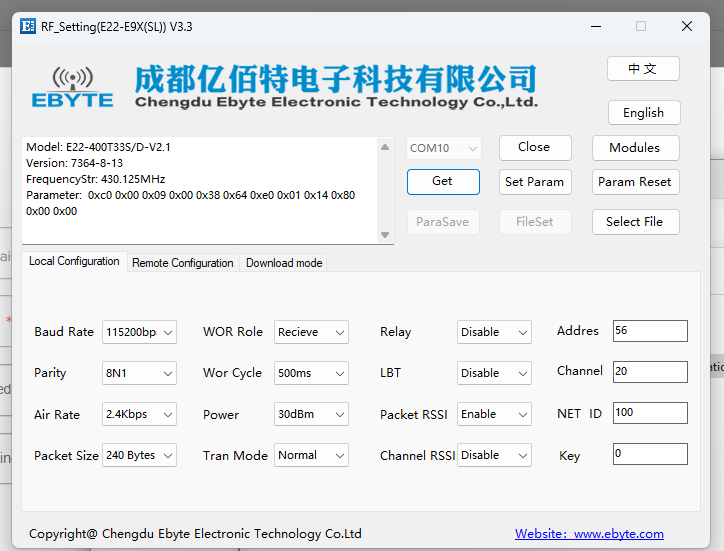 RF_Setting(E22-E9X(SL)) V3.3
EBYTE
成都亿佰特电子科技有限公司
Chengdu Ebyte Electronic Technology Co.,Ltd.
中 文
English
Model: E22-400T33S/D-V2.1
Version: 7364-8-13
FrequencyStr: 430.125MHz
Parameter: 0xc0 0x00 0x09 0x00 0x38 0x64 0xe0 0x01 0x14 0x80
0x00 0x00
COM10 Close Modules
Get Set Param Param Reset
ParaSave FileSet Select File
Local Configuration Remote Configuration Download mode
Baud Rate 115200bp WOR Role Recieve Relay Disable Addres 56
Parity 8N1 Wor Cycle 500ms LBT Disable Channel 20
Air Rate 2.4Kbps Power 30dBm Packet RSSI Enable NET ID 100
Packet Size 240 Bytes Tran Mode Normal Channel RSSI Disable Key 0
Copyright@ Chengdu Ebyte Electronic Technology Co.Ltd Website：www.ebyte.com